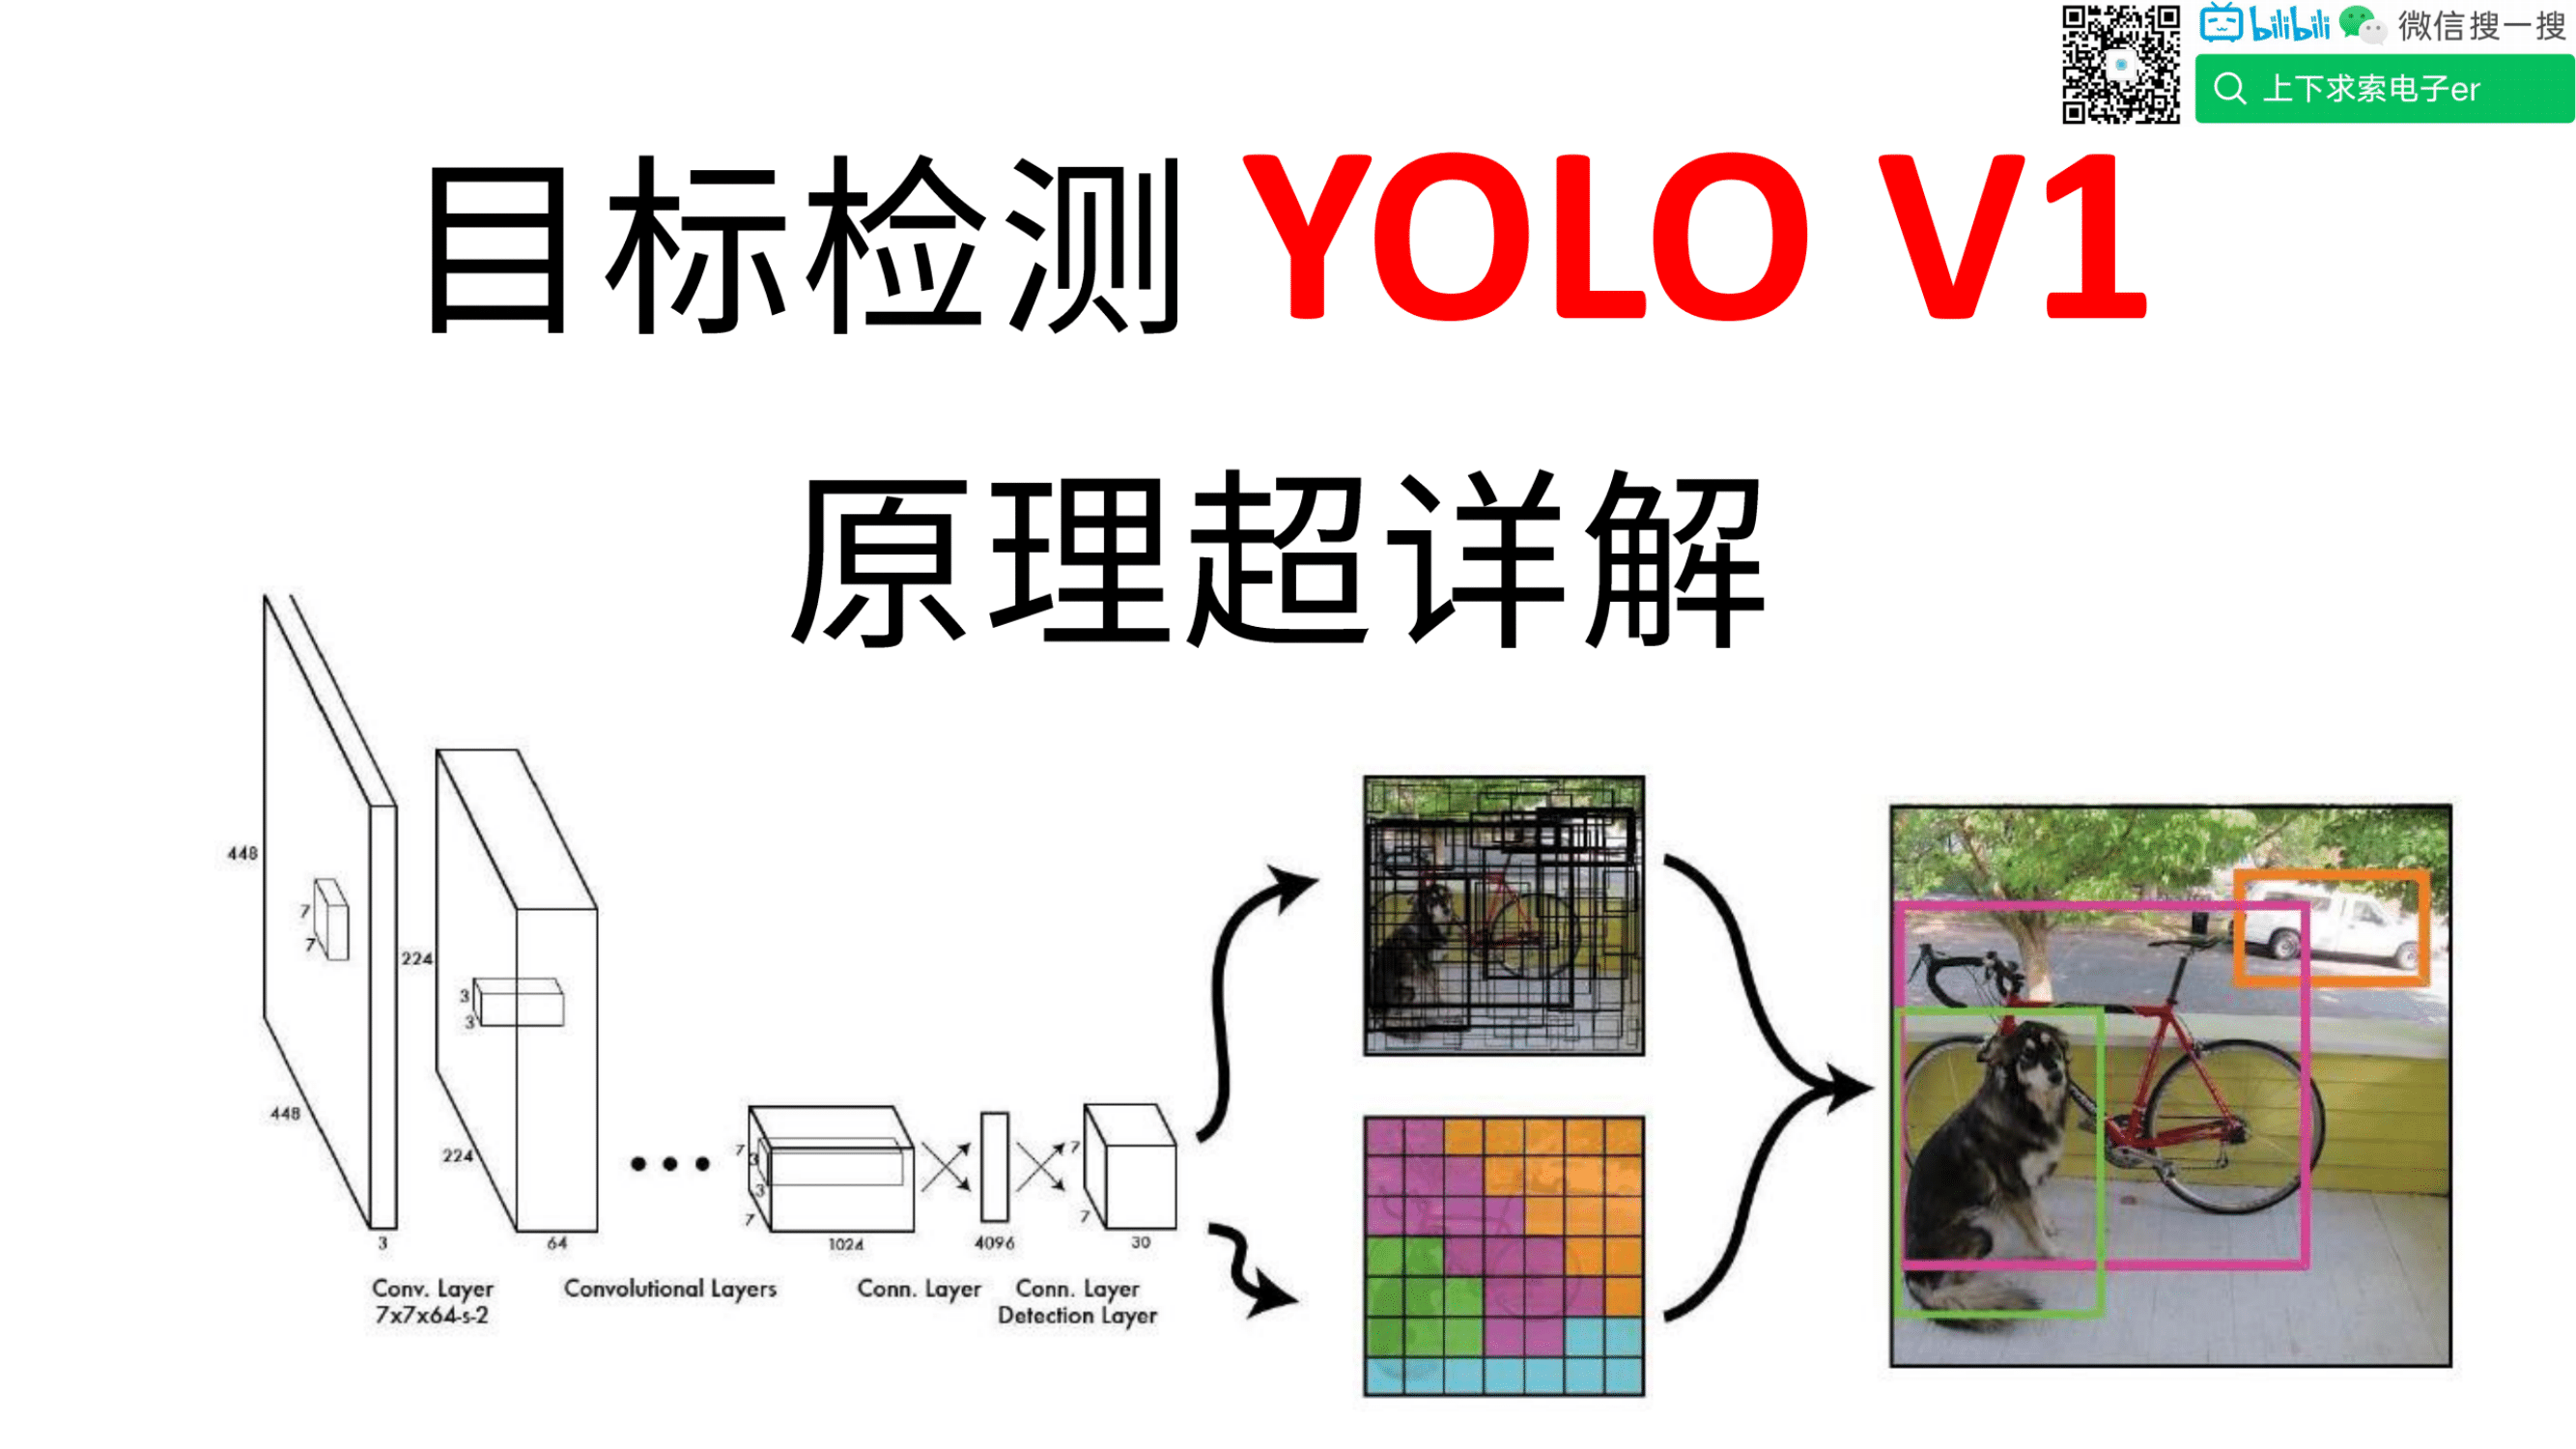 bilibili 微信搜一搜
上下求索电子er
目标检测 YOLO V1
原理超详解
448
7
7
448
3
224
3
3
224
64
7
3
3
7
1024
4096
7
7
30
Conv. Layer
7x7x64-s-2
Convolutional Layers
Conn. Layer
Conn. Layer
Detection Layer